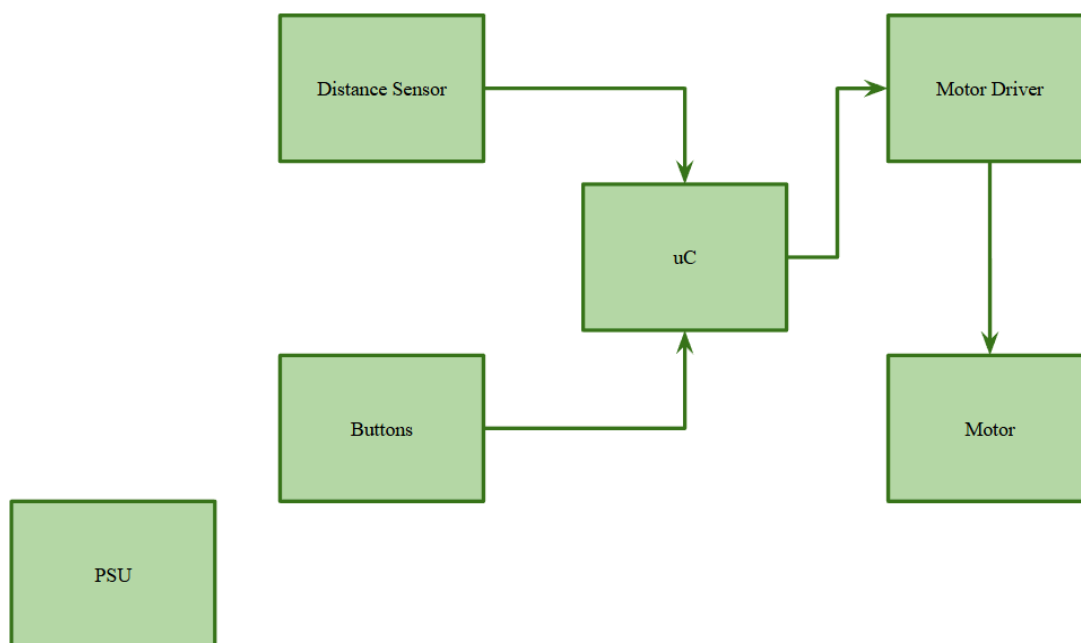 Distance Sensor
Motor Driver
uC
Buttons
Motor
PSU